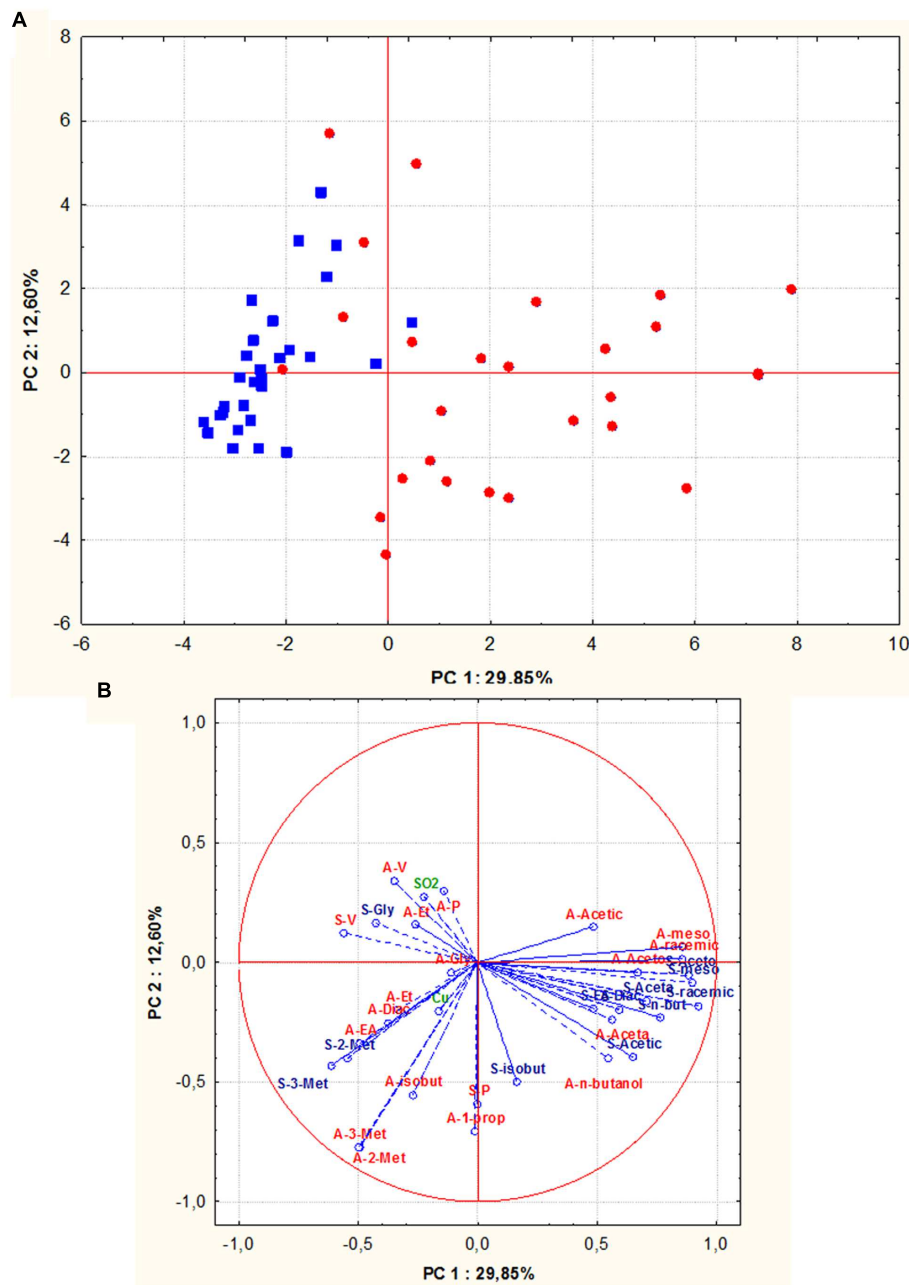 A
8
6
4
2
0
-2
-4
-6
-6 -4 -2 0 2 4 6 8 10
PC 2 : 12,60%
PC 1 : 29.85%
B
1,0
0,5
0,0
-0,5
-1,0
-1,0 -0,5 0,0 0,5 1,0
PC 2 : 12,60%
PC 1 : 29,85%
A-V
SO2
A-P
S-Gly
A-Et
S-V
A-Acetic
A-meso
A-racemic
A-Aceto
S-Aceto
S-meso
A-Gly
S-Aceta
S-racemic
A-Et
Cu
A-Diac
S-n-but
A-EA
A-Aceta
S-2-Met
S-Acetic
S-3-Met
A-isobut
S-isobut
S P
A-n-butanol
A-1-prop
A-3-Met
A-2-Met